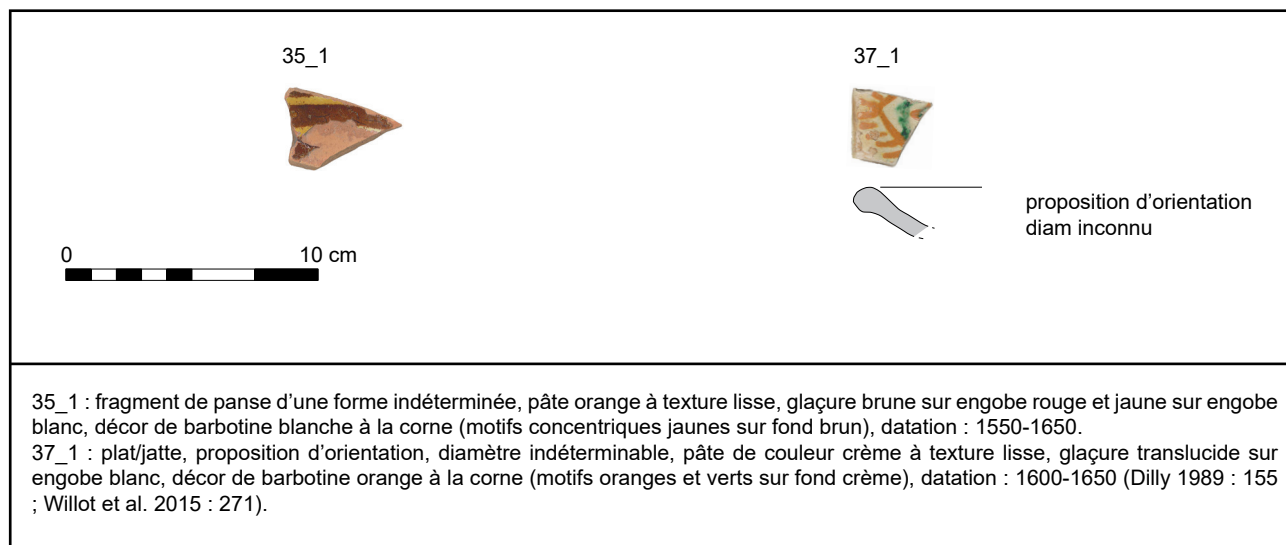 35_1
37_1
proposition d’orientation
diam inconnu
0 10 cm
35_1 : fragment de panse d’une forme indéterminée, pâte orange à texture lisse, glaçure brune sur engobe rouge et jaune sur engobe
blanc, décor de barbotine blanche à la corne (motifs concentriques jaunes sur fond brun), datation : 1550-1650.
37_1 : plat/jatte, proposition d’orientation, diamètre indéterminable, pâte de couleur crème à texture lisse, glaçure translucide sur
engobe blanc, décor de barbotine orange à la corne (motifs oranges et verts sur fond crème), datation : 1600-1650 (Dilly 1989 : 155
; Willot et al. 2015 : 271).